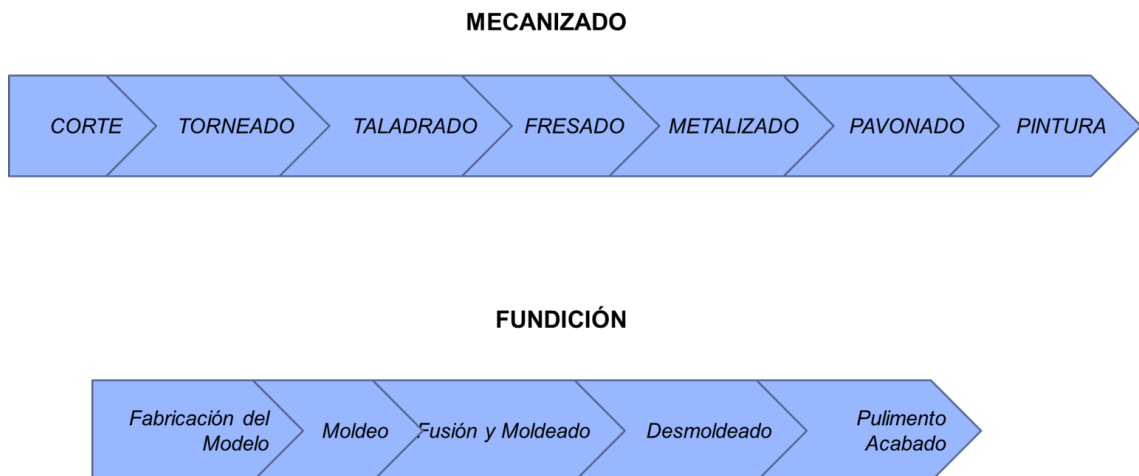 MECANIZADO
CORTE
TORNEADO
TALADRADO
FRESADO
METALIZADO
PAVONADO
PINTURA
FUNDICIÓN
Fabricación del
Modelo
Moldeo
Fusión y Moldeado
Desmoldeado
Pulimento
Acabado